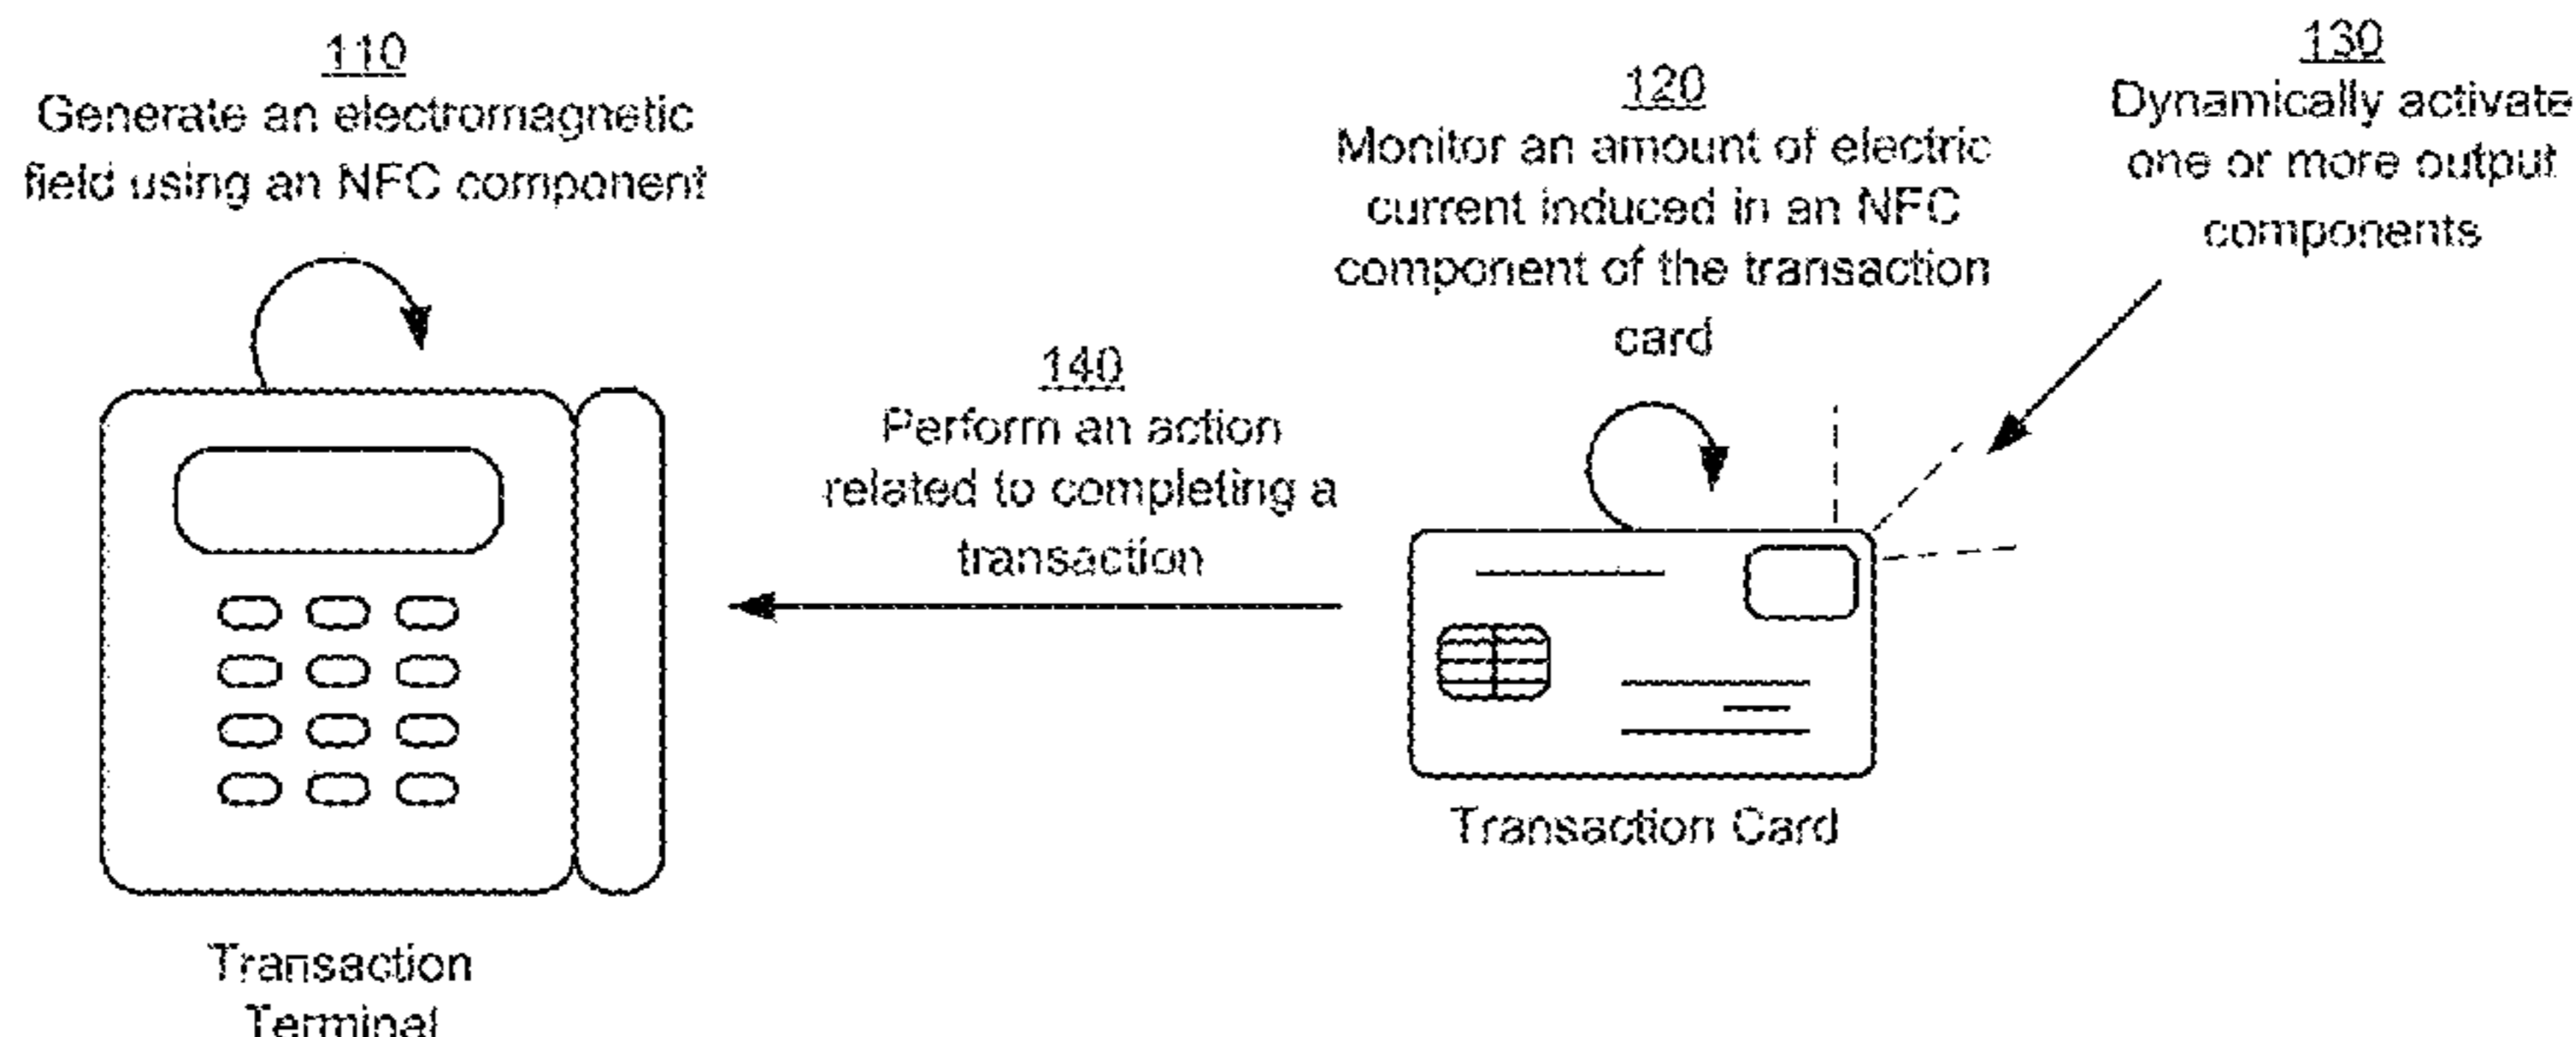 110
Generate an electromagnetic
field using an NFC component
120
Monitor an amount of electric
current induced in an NFC
component of the transaction
card
130
Dynamically activate
one or more output
components
140
Perform an action
related to completing a
transaction
Transaction Card
Transaction
Terminal